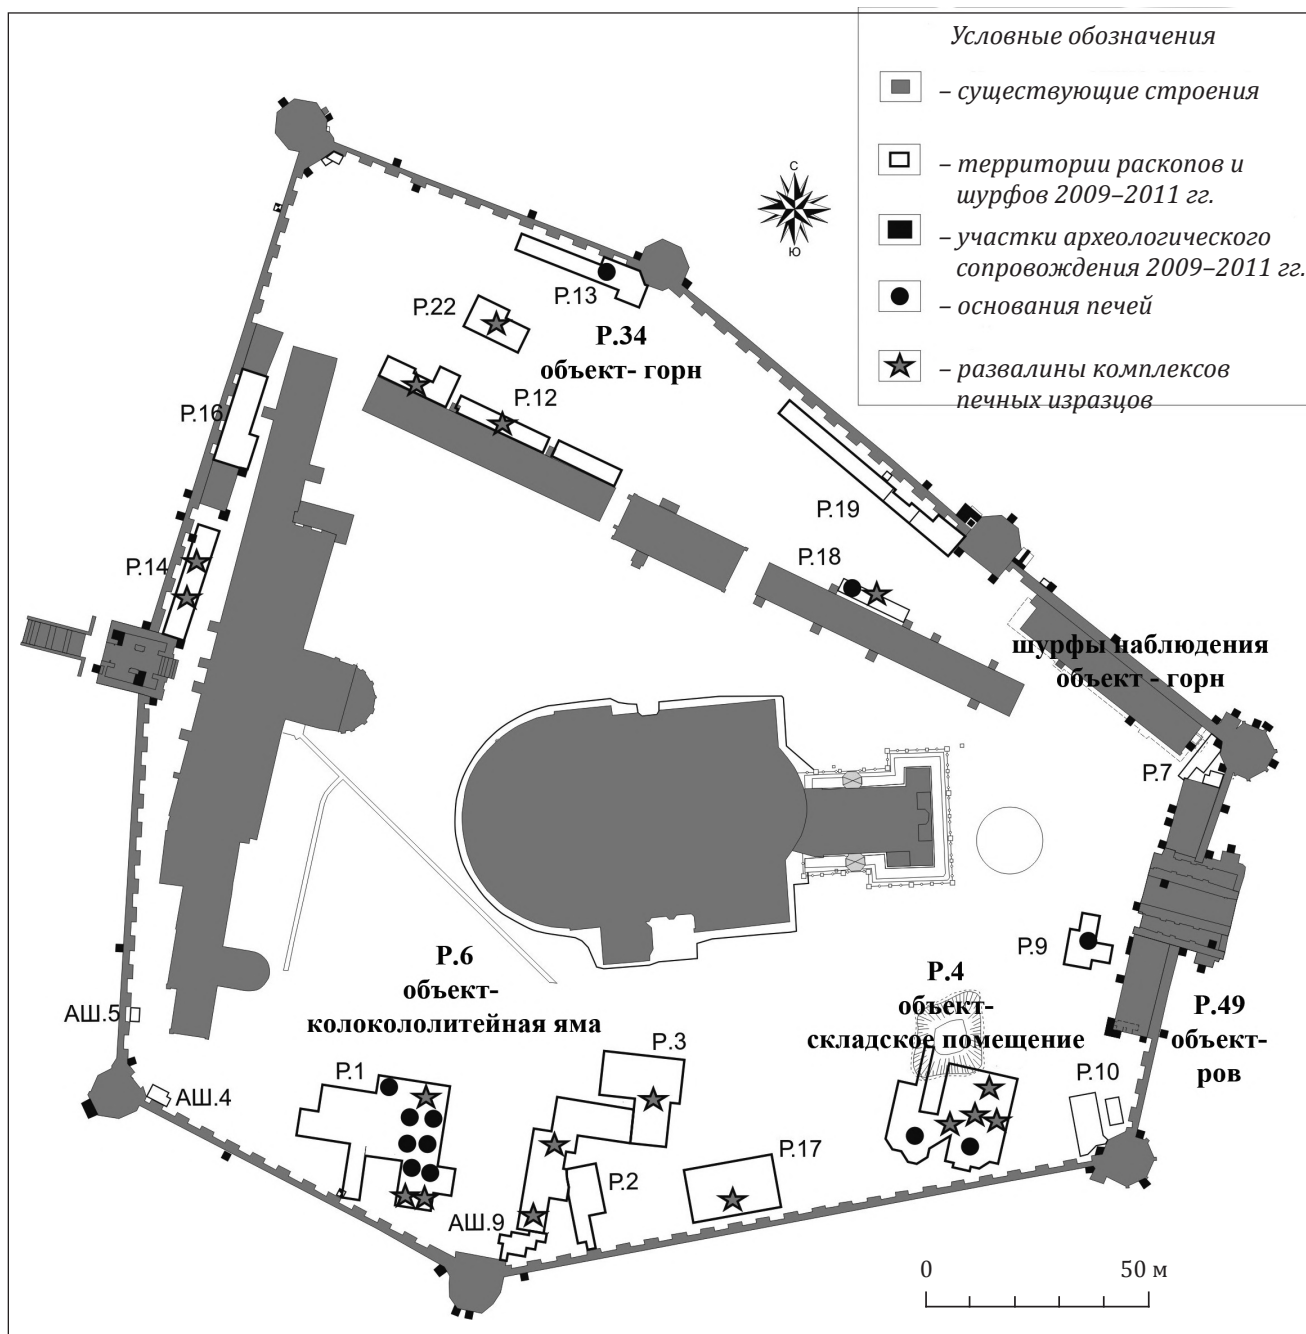 Условные обозначения
– существующие строения
– территории раскопов и
шурфов 2009–2011 гг.
– участки археологического
сопровождения 2009–2011 гг.
– основания печей
– развалины комплексов
печных изразцов
С
Ю
Р.13
Р.22
Р.34
объект- горн
Р.12
Р.16
Р.19
Р.14
Р.18
шурфы наблюдения
объект - горн
Р.7
Р.9
Р.6
объект-
колокололитейная яма
Р.4
объект-
складское помещение
Р.49
объект-
ров
АШ.5
Р.3
Р.1
АШ.4
Р.10
Р.17
Р.2
АШ.9
0
50 м